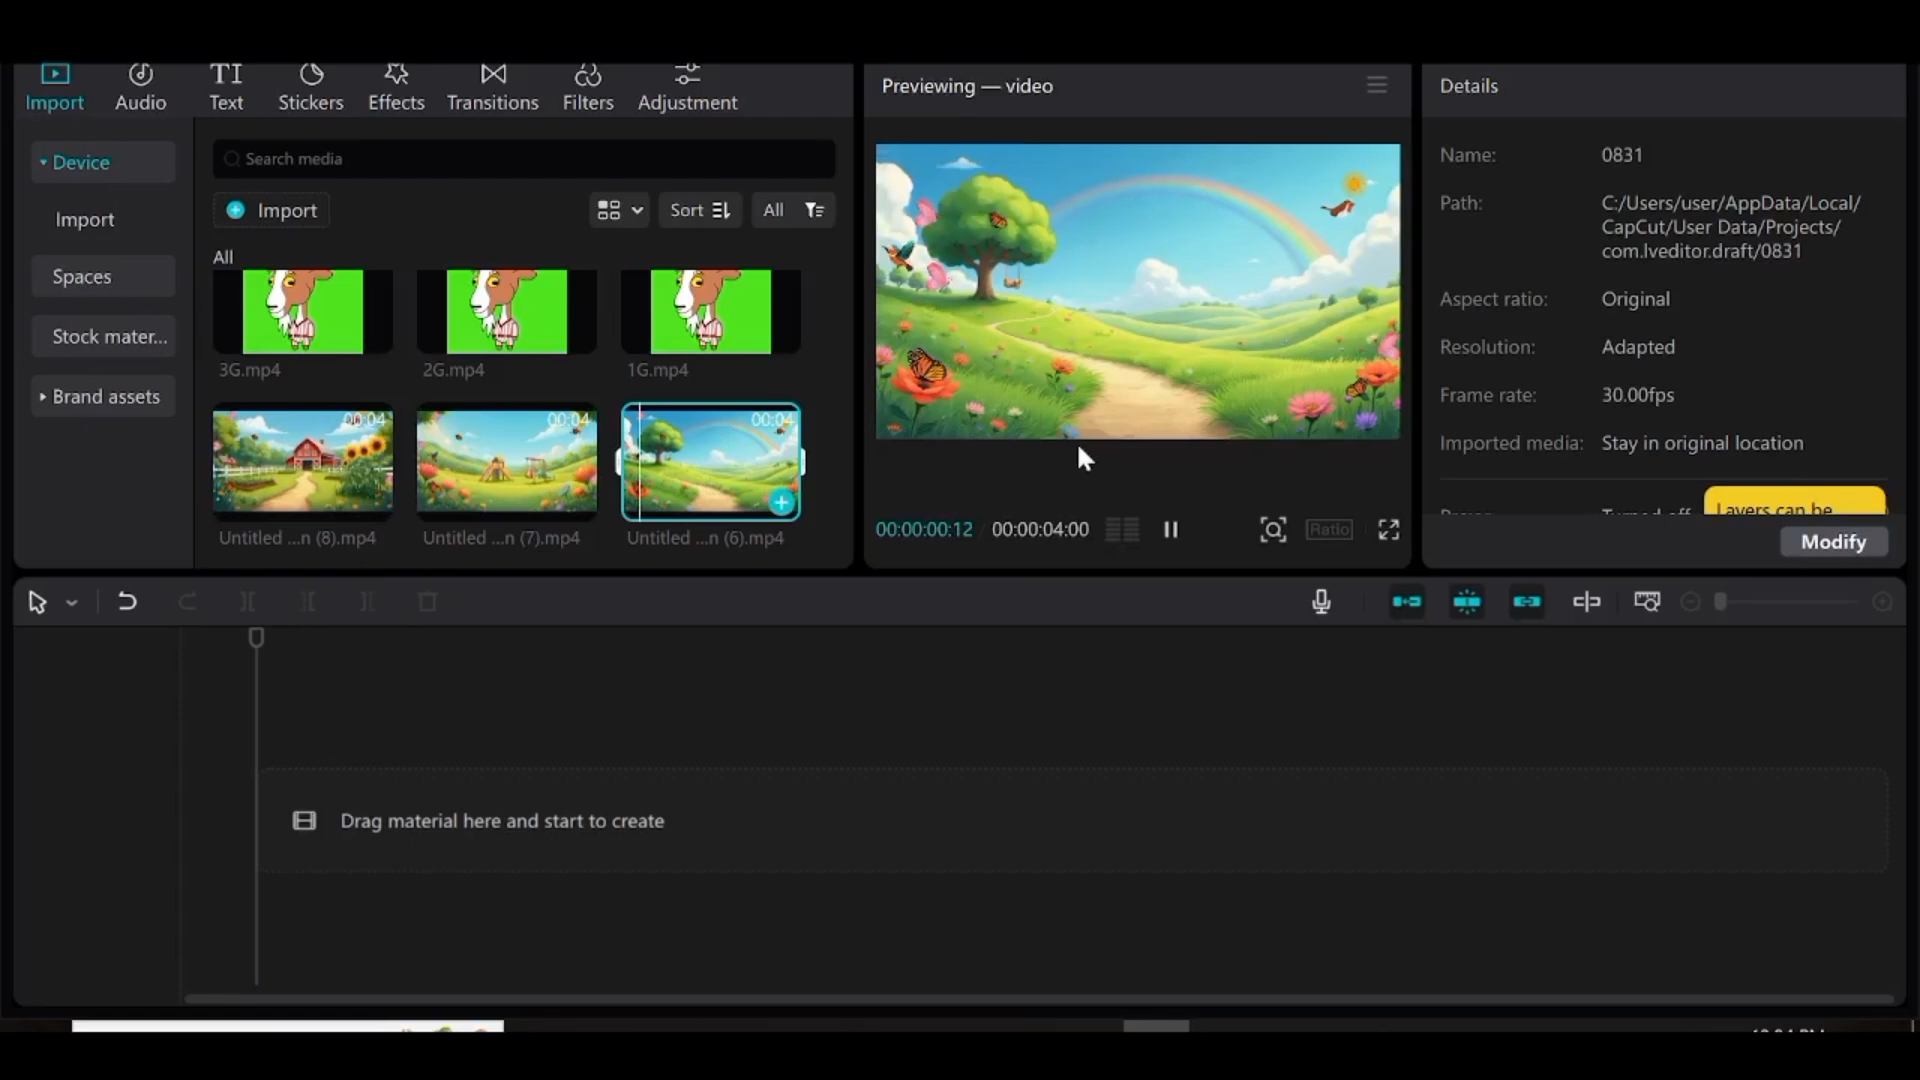 Import
Audio
Text
Stickers
Effects
Transitions
Filters
Adjustment
Device
Import
Spaces
Stock mater...
Brand assets
Search media
Import
Sort
All
All
3G.mp4
2G.mp4
1G.mp4
00:04
00:04
00:04
Untitled ...n (8).mp4
Untitled ...n (7).mp4
Untitled ...n (6).mp4
Previewing — video
00:00:00:12
00:00:04:00
Ratio
Details
Name: 0831
Path: C:/Users/user/AppData/Local/
CapCut/User Data/Projects/
com.lveditor.draft/0831
Aspect ratio: Original
Resolution: Adapted
Frame rate: 30.00fps
Imported media: Stay in original location
Layers can be
Modify
Drag material here and start to create